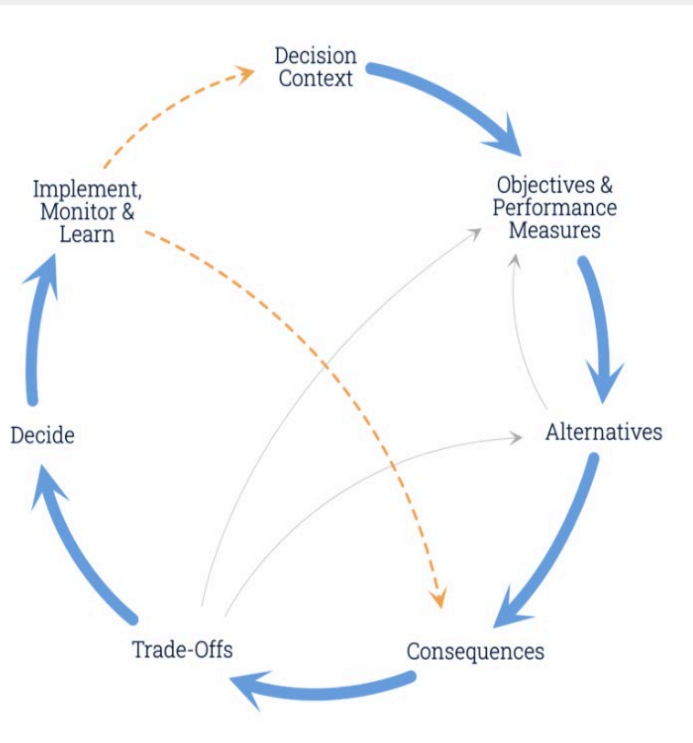 Decision
Context
Objectives &
Performance
Measures
Alternatives
Consequences
Trade-Offs
Decide
Implement,
Monitor &
Learn